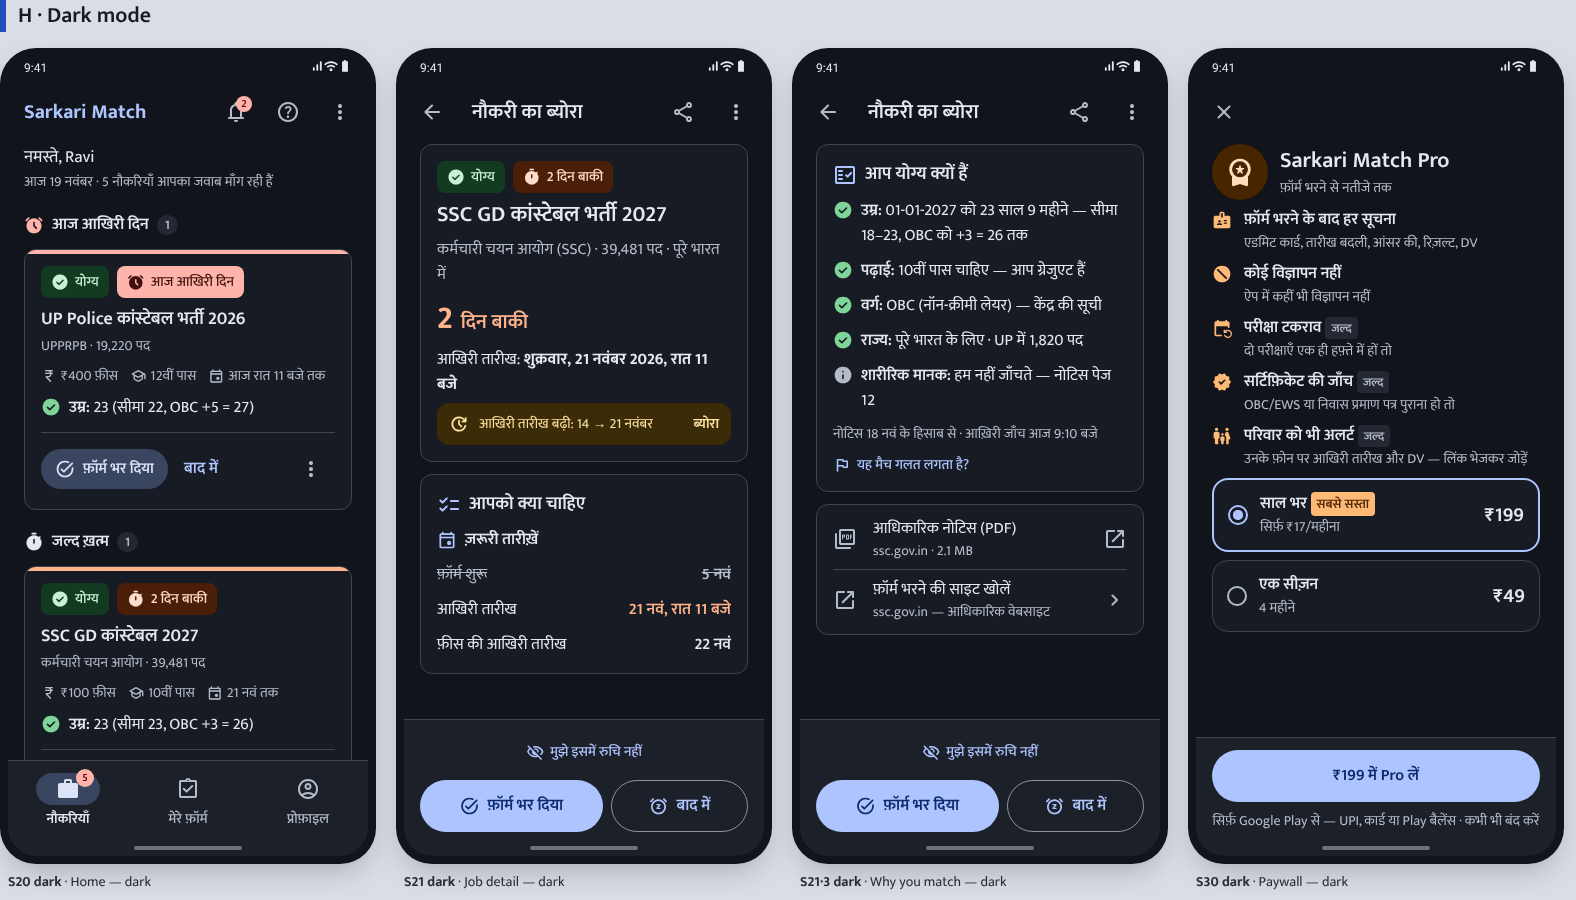 H · Dark mode
9:41
Sarkari Match
2
नमस्ते, Ravi
आज 19 नवंबर · 5 नौकरियाँ आपका जवाब माँग रही हैं
आज आखिरी दिन 1
योग्य
आज आखिरी दिन
UP Police कांस्टेबल भर्ती 2026
UPPRPB · 19,220 पद
₹400 फ़ीस
12वीं पास
आज रात 11 बजे तक
उम्र: 23 (सीमा 22, OBC +5 = 27)
फ़ॉर्म भर दिया
बाद में
जल्द ख़त्म 1
योग्य
2 दिन बाकी
SSC GD कांस्टेबल 2027
कर्मचारी चयन आयोग · 39,481 पद
₹100 फ़ीस
10वीं पास
21 नवं तक
उम्र: 23 (सीमा 23, OBC +3 = 26)
5
नौकरियाँ
मेरे फ़ॉर्म
प्रोफ़ाइल
S20 dark · Home — dark
9:41
नौकरी का ब्योरा
योग्य
2 दिन बाकी
SSC GD कांस्टेबल भर्ती 2027
कर्मचारी चयन आयोग (SSC) · 39,481 पद · पूरे भारत
में
2 दिन बाकी
आखिरी तारीख: शुक्रवार, 21 नवंबर 2026, रात 11
बजे
आखिरी तारीख बढ़ी: 14 → 21 नवंबर
ब्योरा
आपको क्या चाहिए
ज़रूरी तारीख़ें
फ़ॉर्म शुरू
5 नवं
आखिरी तारीख
21 नवं, रात 11 बजे
फ़ीस की आखिरी तारीख
22 नवं
मुझे इसमें रुचि नहीं
फ़ॉर्म भर दिया
बाद में
S21 dark · Job detail — dark
9:41
नौकरी का ब्योरा
आप योग्य क्यों हैं
उम्र: 01-01-2027 को 23 साल 9 महीने — सीमा
18–23, OBC को +3 = 26 तक
पढ़ाई: 10वीं पास चाहिए — आप ग्रेजुएट हैं
वर्ग: OBC (नॉन-क्रीमी लेयर) — केंद्र की सूची
राज्य: पूरे भारत के लिए · UP में 1,820 पद
शारीरिक मानक: हम नहीं जाँचते — नोटिस पेज
12
नोटिस 18 नवं के हिसाब से · आख़िरी जाँच आज 9:10 बजे
यह मैच गलत लगता है?
PDF
आधिकारिक नोटिस (PDF)
ssc.gov.in · 2.1 MB
फ़ॉर्म भरने की साइट खोलें
ssc.gov.in — आधिकारिक वेबसाइट
मुझे इसमें रुचि नहीं
फ़ॉर्म भर दिया
बाद में
S21·3 dark · Why you match — dark
9:41
Sarkari Match Pro
फ़ॉर्म भरने से नतीजे तक
फ़ॉर्म भरने के बाद हर सूचना
एडमिट कार्ड, तारीख बदली, आंसर की, रिज़ल्ट, DV
कोई विज्ञापन नहीं
ऐप में कहीं भी विज्ञापन नहीं
परीक्षा टकराव जल्द
दो परीक्षाएँ एक ही हफ़्ते में हों तो
सर्टिफ़िकेट की जाँच जल्द
OBC/EWS या निवास प्रमाण पत्र पुराना हो तो
परिवार को भी अलर्ट जल्द
उनके फ़ोन पर आखिरी तारीख और DV — लिंक भेजकर जोड़ें
साल भर सबसे सस्ता
सिर्फ़ ₹17/महीना
₹199
एक सीज़न
4 महीने
₹49
₹199 में Pro लें
सिर्फ़ Google Play से — UPI, कार्ड या Play बैलेंस · कभी भी बंद करें
S30 dark · Paywall — dark